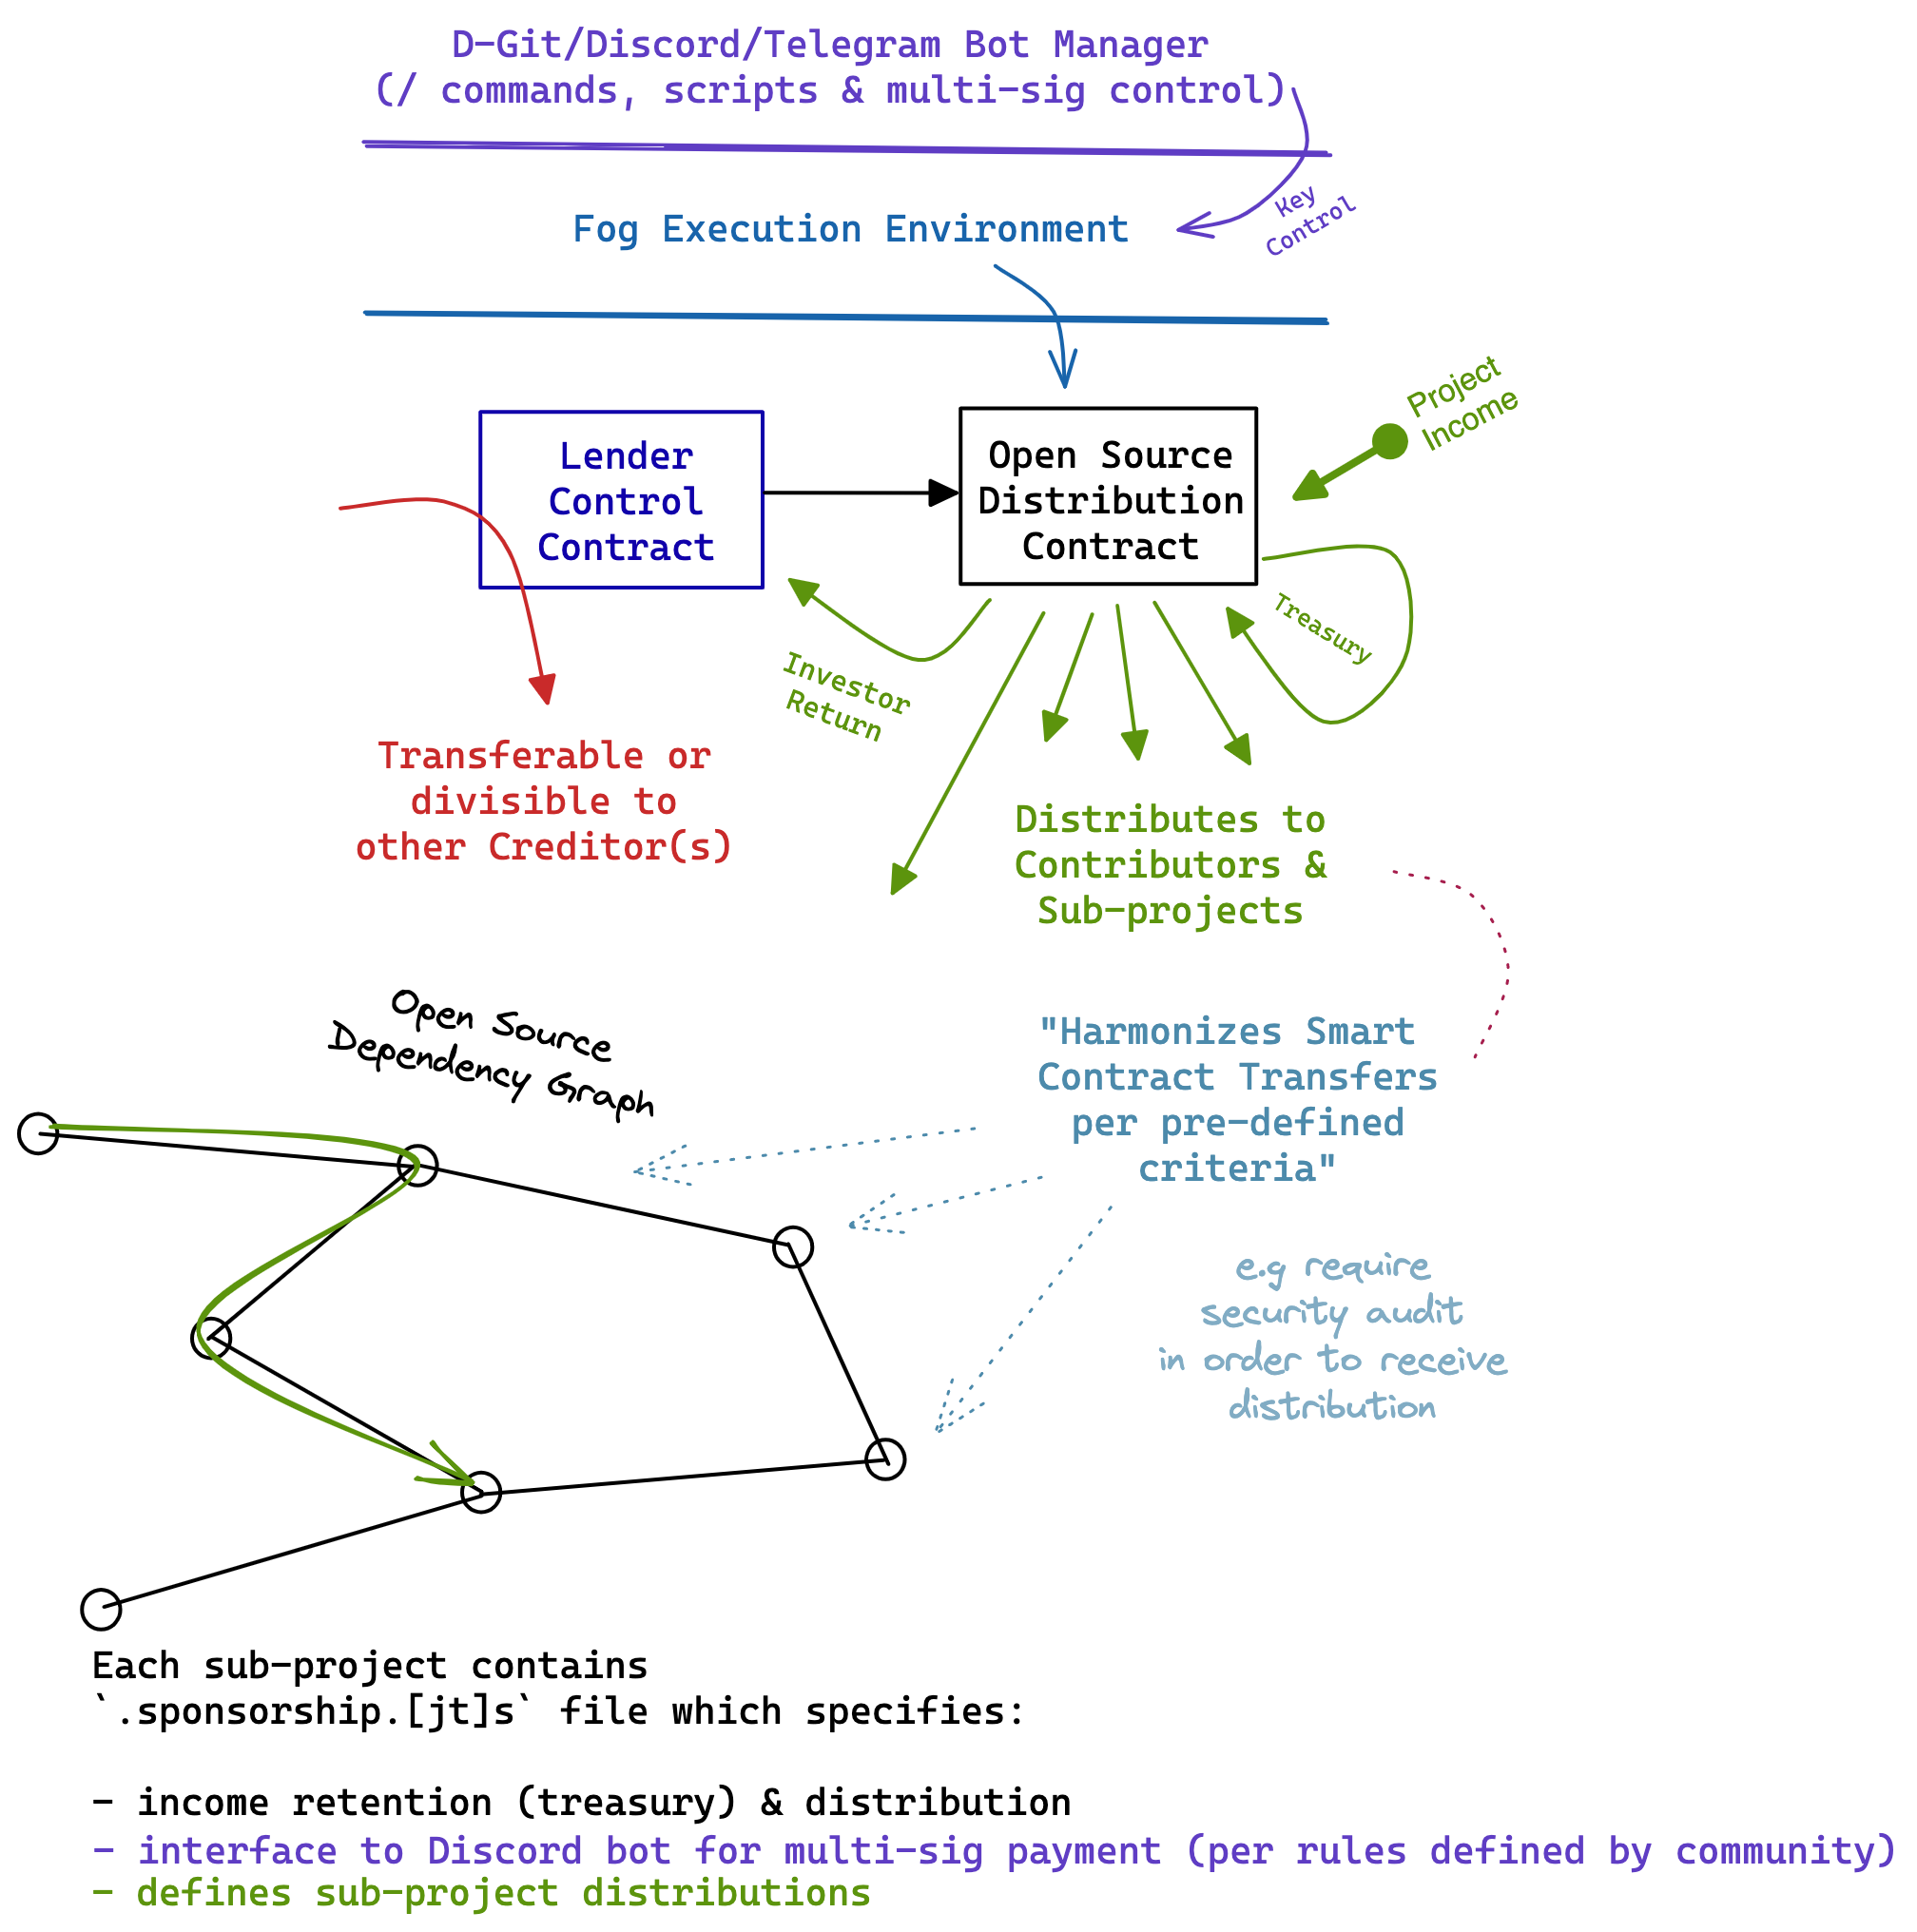 D-Git/Discord/Telegram Bot Manager
(/ commands, scripts & multi-sig control)
Key
Control
Fog Execution Environment
Project
Income
Lender
Control
Contract
Open Source
Distribution
Contract
Treasury
Investor
Return
Transferable or
divisible to
other Creditor(s)
Distributes to
Contributors &
Sub-projects
Open Source
Dependency Graph
"Harmonizes Smart
Contract Transfers
per pre-defined
criteria"
e.g require
security audit
in order to receive
distribution
Each sub-project contains
`.sponsorship.[jt]s` file which specifies:
- income retention (treasury) & distribution
- interface to Discord bot for multi-sig payment (per rules defined by community)
- defines sub-project distributions